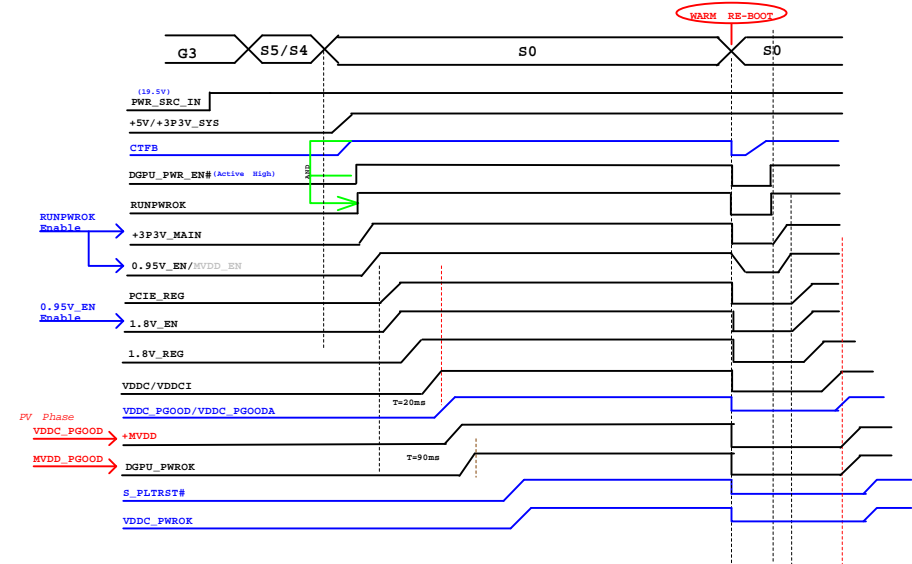 WARM RE-BOOT
G3
S5/S4
S0
S0
(19.5V)
PWR_SRC_IN
+5V/+3P3V_SYS
CTFB
AND
DGPU_PWR_EN#(Active High)
RUNPWROK
RUNPWROK
Enable
+3P3V_MAIN
0.95V_EN/MVDD_EN
PCIE_REG
0.95V_EN
Enable
1.8V_EN
1.8V_REG
VDDC/VDDCI
T=20ms
VDDC_PGOOD/VDDC_PGOODA
PV Phase
VDDC_PGOOD
+MVDD
T=90ms
MVDD_PGOOD
DGPU_PWROK
S_PLTRST#
VDDC_PWROK